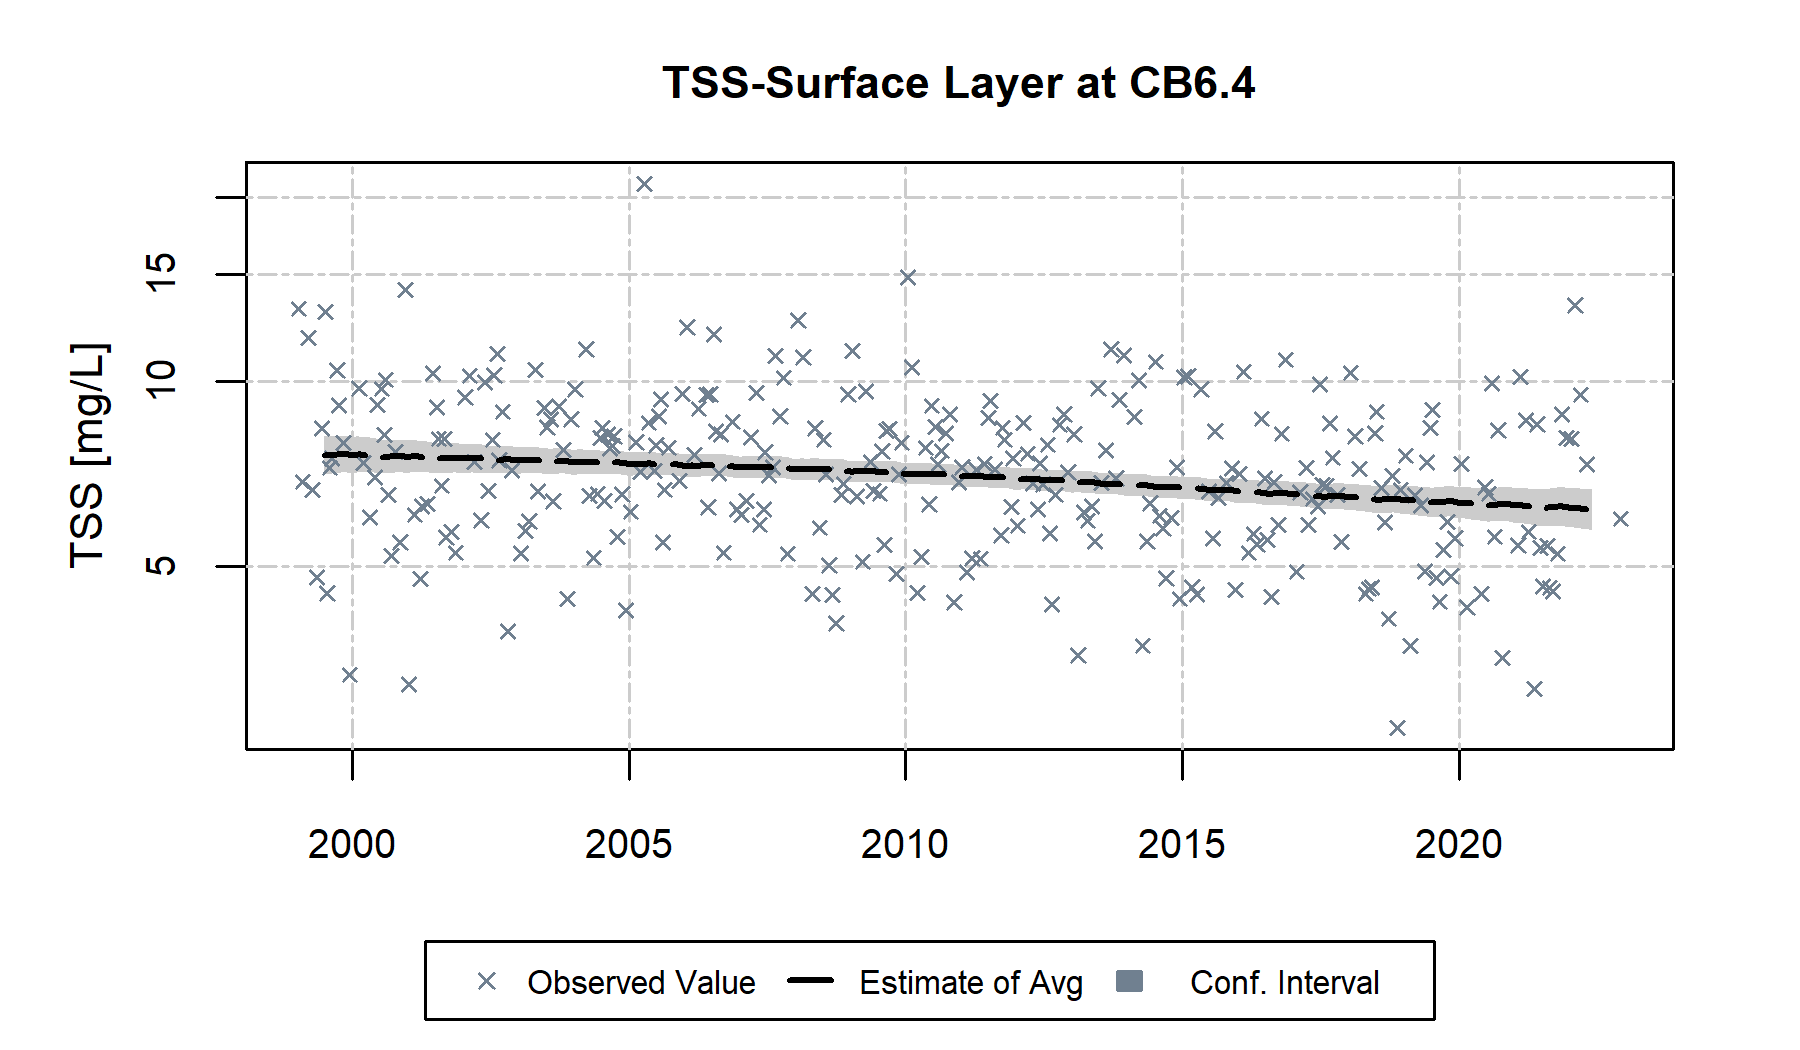 TSS-Surface Layer at CB6.4
TSS [mg/L]
15
10
5
2000 2005 2010 2015 2020
Observed Value Estimate of Avg Conf. Interval